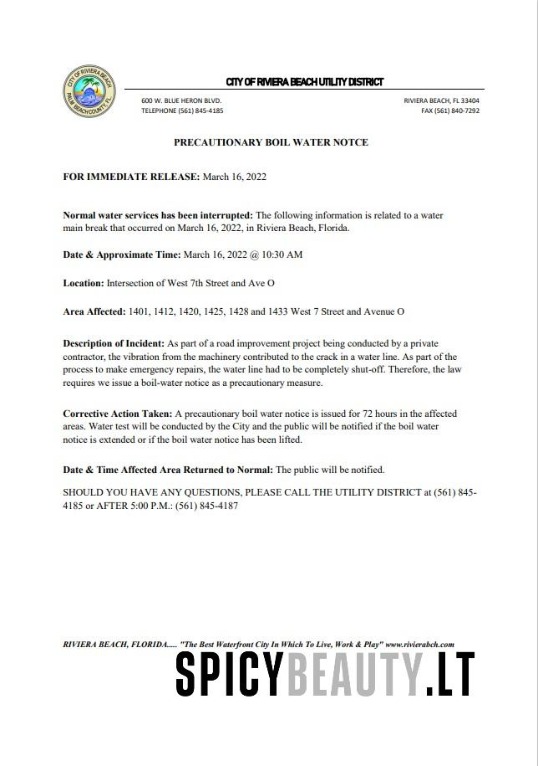 CITY OF RIVIERA BEACH
PALM BEACH COUNTY, FL
CITY OF RIVIERA BEACH UTILITY DISTRICT
600 W. BLUE HERON BLVD. RIVIERA BEACH, FL 33404
TELEPHONE (561) 845-4185 FAX (561) 840-7292
PRECAUTIONARY BOIL WATER NOTCE
FOR IMMEDIATE RELEASE: March 16, 2022
Normal water services has been interrupted: The following information is related to a water
main break that occurred on March 16, 2022, in Riviera Beach, Florida.
Date & Approximate Time: March 16, 2022 @ 10:30 AM
Location: Intersection of West 7th Street and Ave O
Area Affected: 1401, 1412, 1420, 1425, 1428 and 1433 West 7 Street and Avenue O
Description of Incident: As part of a road improvement project being conducted by a private
contractor, the vibration from the machinery contributed to the crack in a water line. As part of the
process to make emergency repairs, the water line had to be completely shut-off. Therefore, the law
requires we issue a boil-water notice as a precautionary measure.
Corrective Action Taken: A precautionary boil water notice is issued for 72 hours in the affected
areas. Water test will be conducted by the City and the public will be notified if the boil water
notice is extended or if the boil water notice has been lifted.
Date & Time Affected Area Returned to Normal: The public will be notified.
SHOULD YOU HAVE ANY QUESTIONS, PLEASE CALL THE UTILITY DISTRICT at (561) 845-
4185 or AFTER 5:00 P.M.: (561) 845-4187
RIVIERA BEACH, FLORIDA.... "The Best Waterfront City In Which To Live, Work & Play" www.rivierabch.com
SPICYBEAUTY.LT